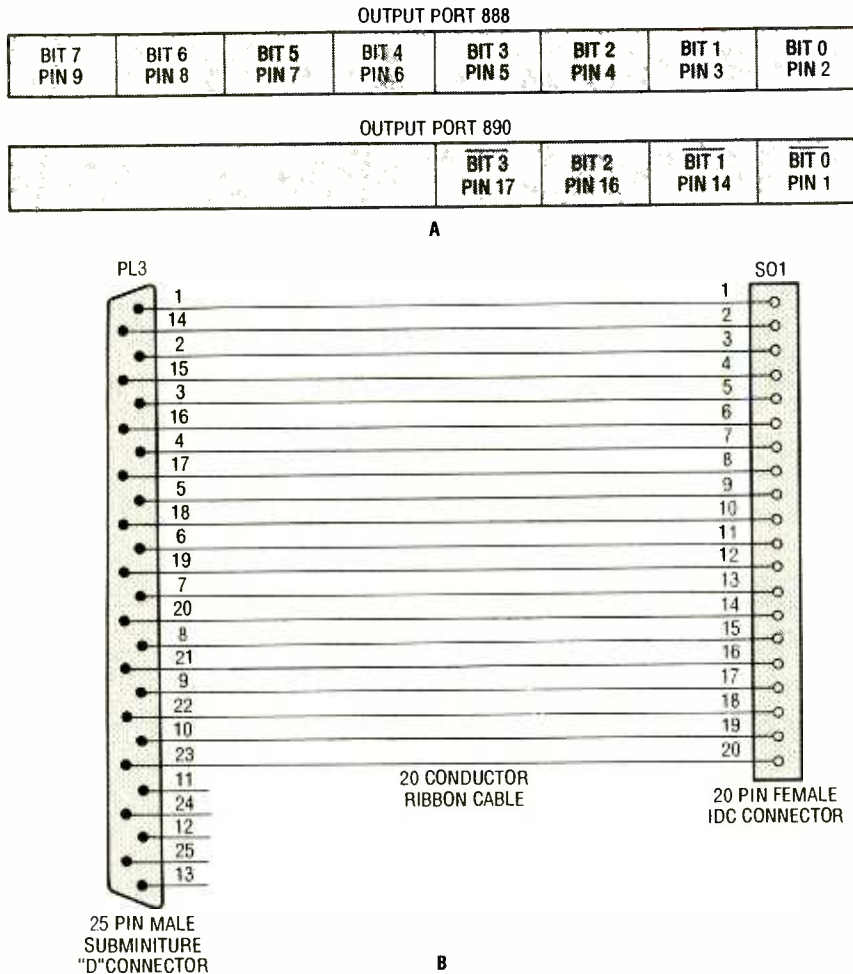 OUTPUT PORT 888
BIT 7 BIT 6 BIT 5 BIT 4 BIT 3 BIT 2 BIT 1 BIT 0
PIN 9 PIN 8 PIN 7 PIN 6 PIN 5 PIN 4 PIN 3 PIN 2
OUTPUT PORT 890
BIT 3 BIT 2 BIT 1 BIT 0
PIN 17 PIN 16 PIN 14 PIN 1
A
PL3
SO1
1
14
2
15
3
16
4
17
5
18
6
19
7
20
8
21
9
22
10
23
11
24
12
25
13
1
2
3
4
5
6
7
8
9
10
11
12
13
14
15
16
17
18
19
20
20 CONDUCTOR
RIBBON CABLE
20 PIN FEMALE
IDC CONNECTOR
25 PIN MALE
SUBMINITURE
"D"CONNECTOR
B